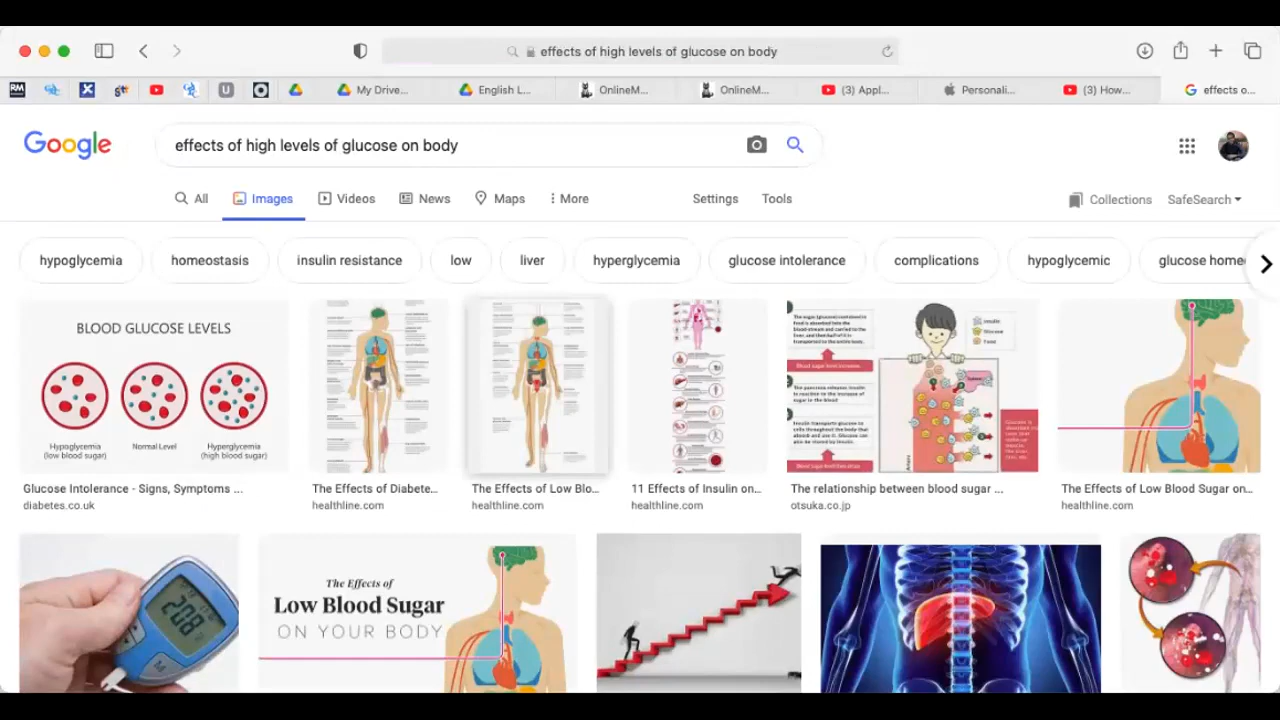 effects of high levels of glucose on body
RM
U
My Drive...
English L...
OnlineM...
OnlineM...
(3) Appl...
Personali...
(3) How...
G
effects o...
Google
effects of high levels of glucose on body
All
Images
Videos
News
Maps
More
Settings
Tools
Collections
SafeSearch
hypoglycemia
homeostasis
insulin resistance
low
liver
hyperglycemia
glucose intolerance
complications
hypoglycemic
glucose home
BLOOD GLUCOSE LEVELS
Hypoglycemia
(low blood sugar)
Normal Level
Hyperglycemia
(high blood sugar)
Insulin
Glucose
Food
Glucose Intolerance - Signs, Symptoms ...
diabetes.co.uk
The Effects of Diabete...
healthline.com
The Effects of Low Blo...
healthline.com
11 Effects of Insulin on...
healthline.com
The relationship between blood sugar ...
otsuka.co.jp
The Effects of Low Blood Sugar on...
healthline.com
208
M
The Effects of
Low Blood Sugar
ON YOUR BODY